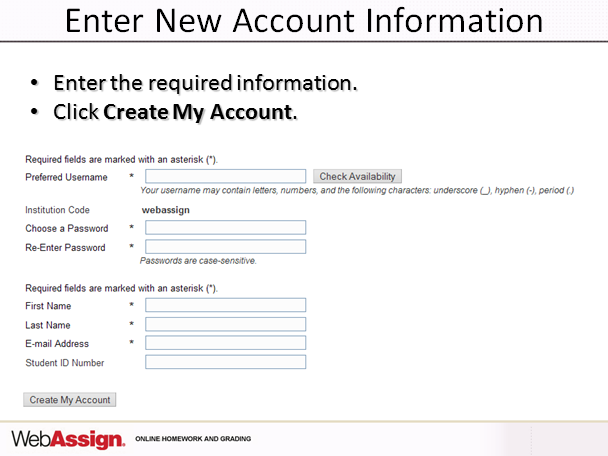 Enter New Account Information
• Enter the required information.
• Click Create My Account.
Required fields are marked with an asterisk (*).
Preferred Username * Check Availability
Your username may contain letters, numbers, and the following characters: underscore (_), hyphen (-), period (.)
Institution Code webassign
Choose a Password *
Re-Enter Password *
Passwords are case-sensitive.
Required fields are marked with an asterisk (*).
First Name *
Last Name *
E-mail Address *
Student ID Number
Create My Account
WebAssign. ONLINE HOMEWORK AND GRADING